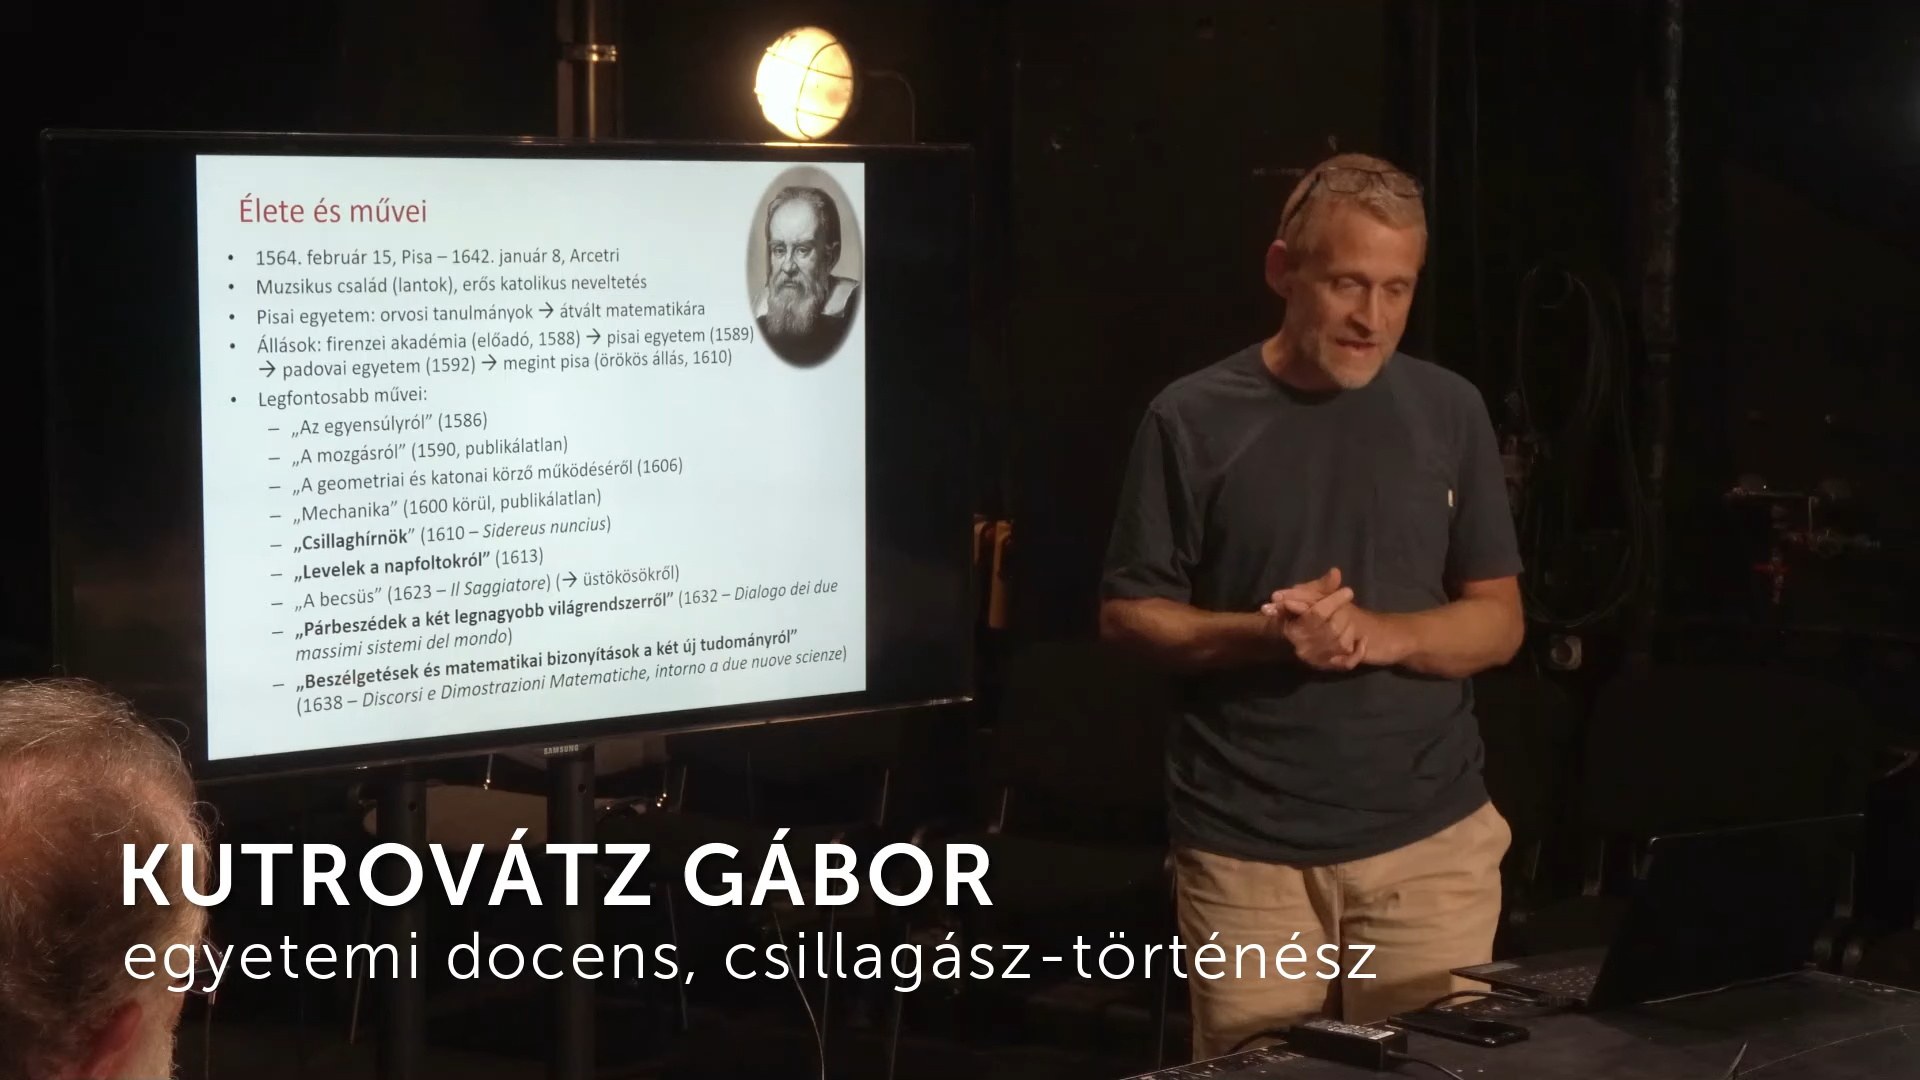 Élete és művei
• 1564. február 15, Pisa – 1642. január 8, Arcetri
• Muzsikus család (lantok), erős katolikus neveltetés
• Pisai egyetem: orvosi tanulmányok → átvált matematikára
• Állások: firenzei akadémia (előadó, 1588) → pisai egyetem (1589)
→ padovai egyetem (1592) → megint pisa (örökös állás, 1610)
• Legfontosabb művei:
– „Az egyensúlyról” (1586)
– „A mozgásról” (1590, publikálatlan)
– „A geometriai és katonai körző működéséről (1606)
– „Mechanika” (1600 körül, publikálatlan)
– „Csillaghírnök” (1610 – Sidereus nuncius)
– „Levelek a napfoltokról” (1613)
– „A becsüs” (1623 – Il Saggiatore) (→ üstökösökről)
– „Párbeszédek a két legnagyobb világrendszerről” (1632 – Dialogo dei due
massimi sistemi del mondo)
– „Beszélgetések és matematikai bizonyítások a két új tudományról”
(1638 – Discorsi e Dimostrazioni Matematiche, intorno a due nuove scienze)
SAMSUNG
KUTROVÁTZ GÁBOR
egyetemi docens, csillagász-történész